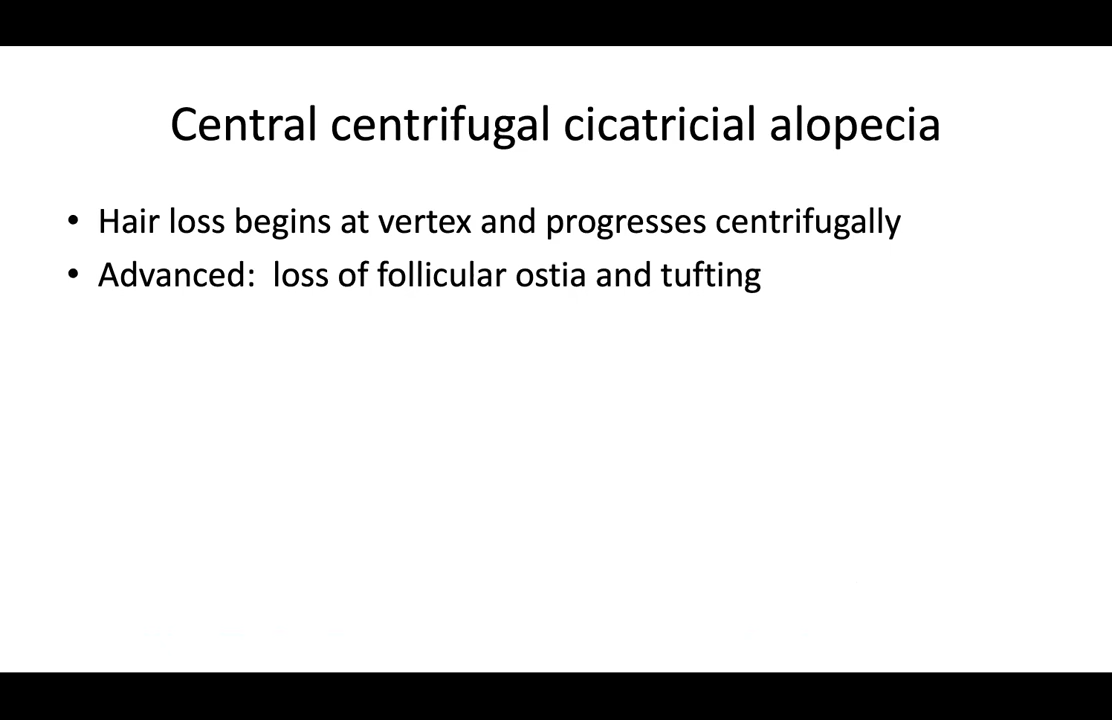 Central centrifugal cicatricial alopecia
• Hair loss begins at vertex and progresses centrifugally
• Advanced:  loss of follicular ostia and tufting